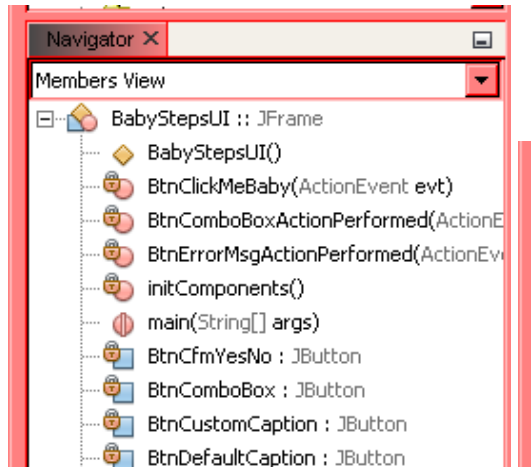 Navigator
Members View
BabyStepsUI :: JFrame
BabyStepsUI()
BtnClickMeBaby(ActionEvent evt)
BtnComboBoxActionPerformed(ActionE
BtnErrorMsgActionPerformed(ActionEv
initComponents()
main(String[] args)
BtnCfmYesNo : JButton
BtnComboBox : JButton
BtnCustomCaption : JButton
BtnDefaultCaption : JButton